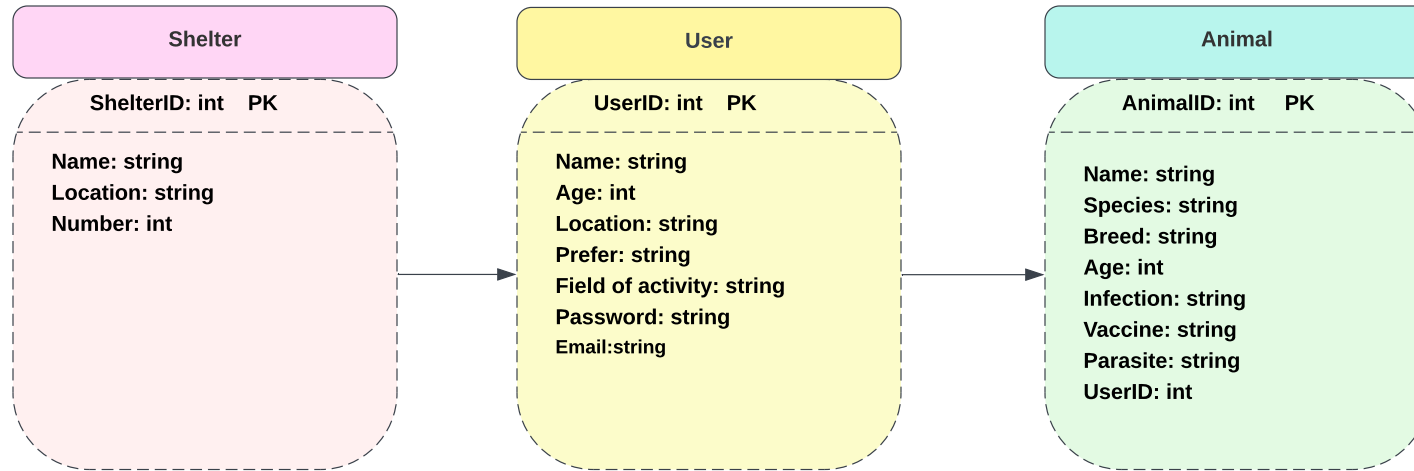 Shelter
ShelterID: int PK
Name: string
Location: string
Number: int
User
UserID: int PK
Name: string
Age: int
Location: string
Prefer: string
Field of activity: string
Password: string
Email:string
Animal
AnimalID: int PK
Name: string
Species: string
Breed: string
Age: int
Infection: string
Vaccine: string
Parasite: string
UserID: int